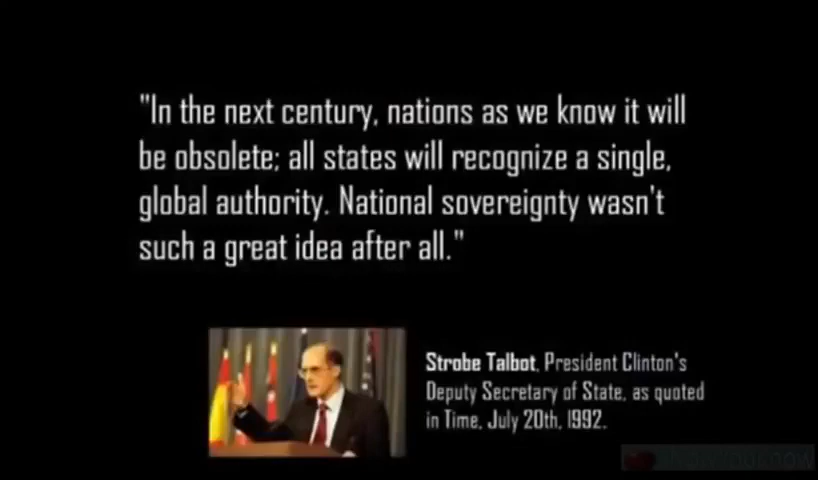 "In the next century, nations as we know it will
be obsolete; all states will recognize a single,
global authority. National sovereignty wasn't
such a great idea after all."
Strobe Talbot, President Clinton's
Deputy Secretary of State, as quoted
in Time, July 20th, 1992.